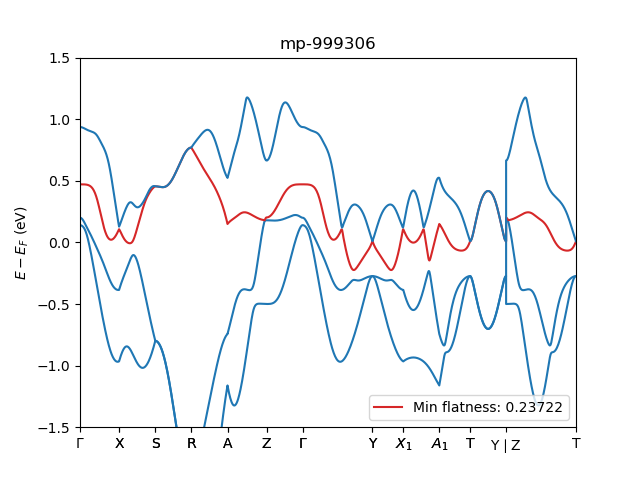 mp-999306
E − E_F (eV)
1.5
1.0
0.5
0.0
−0.5
−1.0
−1.5
Min flatness: 0.23722
Γ X S R A Z Γ Y X₁ A₁ T Y | Z T